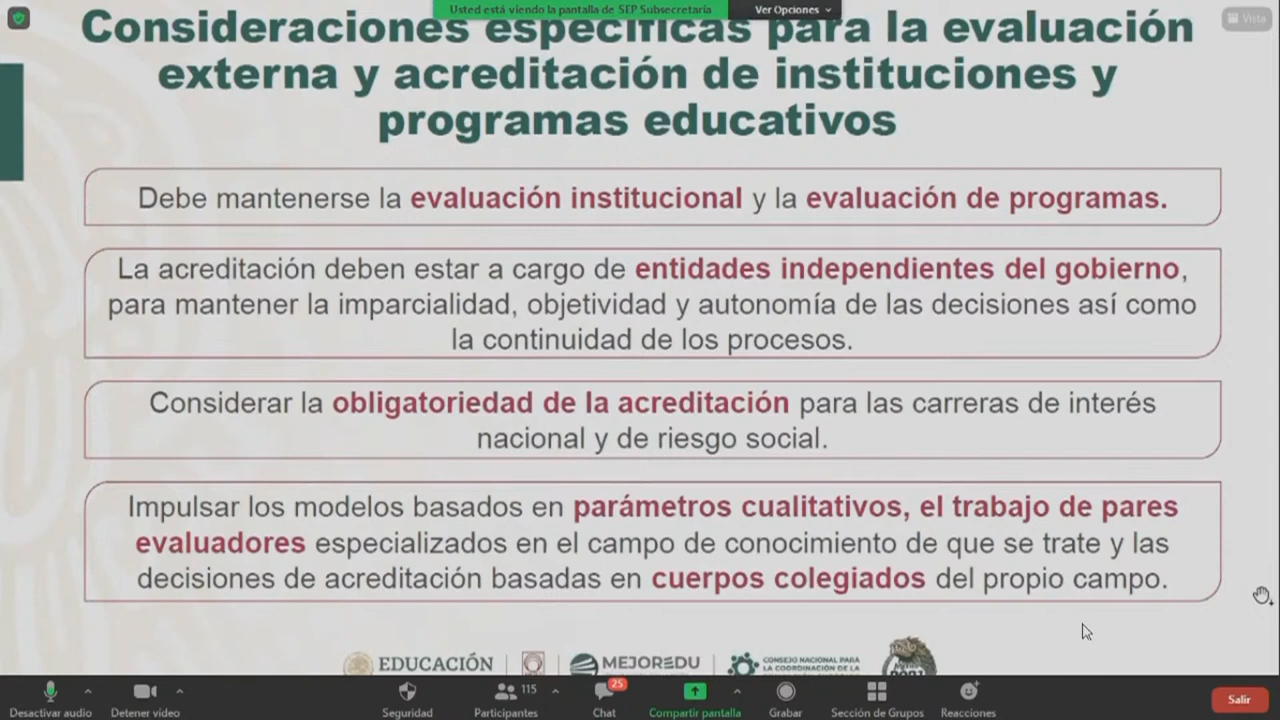 Usted está viendo la pantalla de SEP Subsecretaría
Ver Opciones
Vista
Consideraciones específicas para la evaluación
externa y acreditación de instituciones y
programas educativos
Debe mantenerse la evaluación institucional y la evaluación de programas.
La acreditación deben estar a cargo de entidades independientes del gobierno,
para mantener la imparcialidad, objetividad y autonomía de las decisiones así como
la continuidad de los procesos.
Considerar la obligatoriedad de la acreditación para las carreras de interés
nacional y de riesgo social.
Impulsar los modelos basados en parámetros cualitativos, el trabajo de pares
evaluadores especializados en el campo de conocimiento de que se trate y las
decisiones de acreditación basadas en cuerpos colegiados del propio campo.
EDUCACIÓN
MEJOREDU
CONSEJO NACIONAL PARA
LA COORDINACIÓN DE LA
25
115
Desactivar audio
Detener video
Seguridad
Participantes
Chat
Compartir pantalla
Grabar
Sección de Grupos
Reacciones
Salir